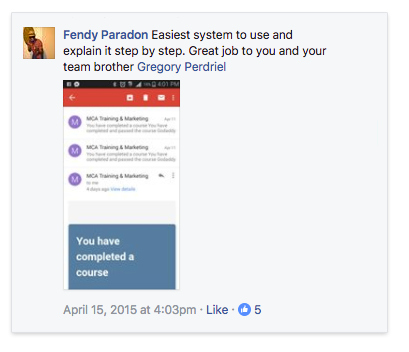 Fendy Paradon Easiest system to use and
explain it step by step. Great job to you and your
team brother Gregory Perdriel
4:01 PM
MCA Training & Marketing
Apr 11
You have completed a course You have
completed and passed the course Godaddy
MCA Training & Marketing
You have completed a course You have
completed and passed the course Godaddy
MCA Training & Marketing
to me
4 days ago View details
You have
completed a
course
April 15, 2015 at 4:03pm · Like · 5